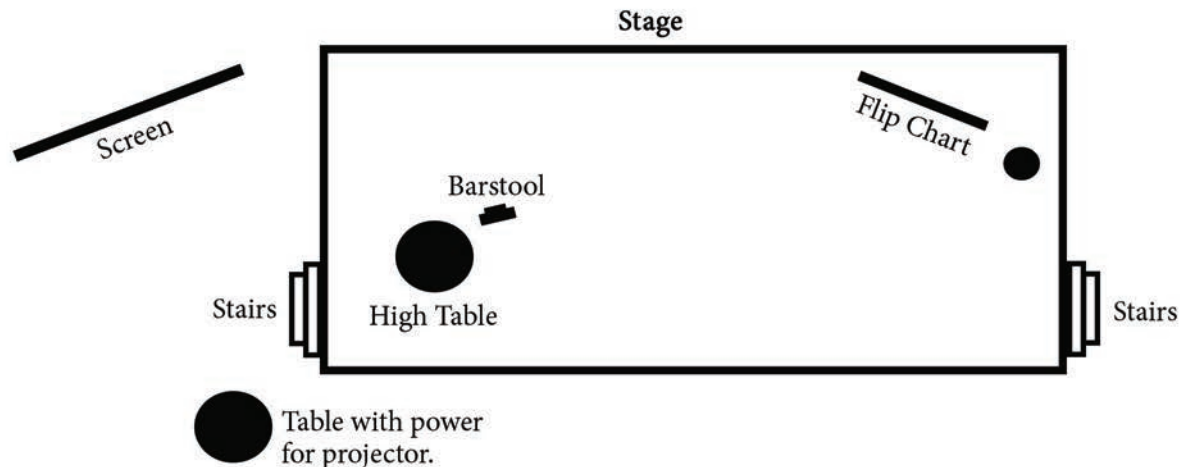 Stage
Screen
Flip Chart
Barstool
High Table
Stairs
Stairs
Table with power
for projector.